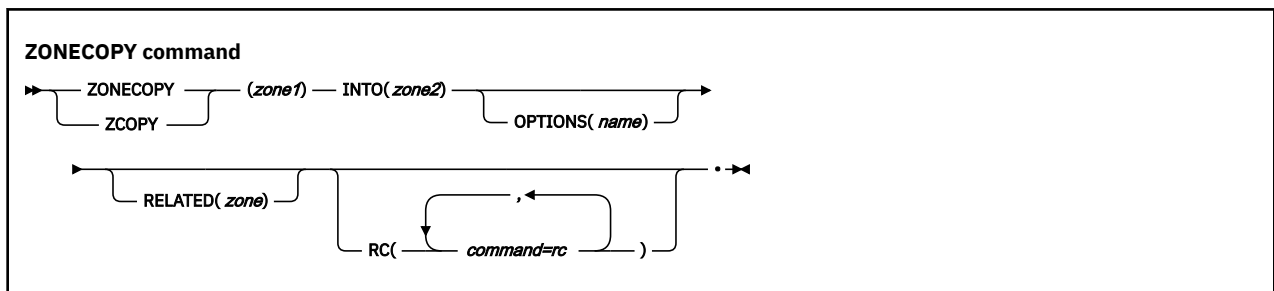 ZONECOPY command
ZONECOPY (zone1) INTO( zone2)
ZCOPY OPTIONS( name)
RELATED( zone) ,
RC( command=rc ) .